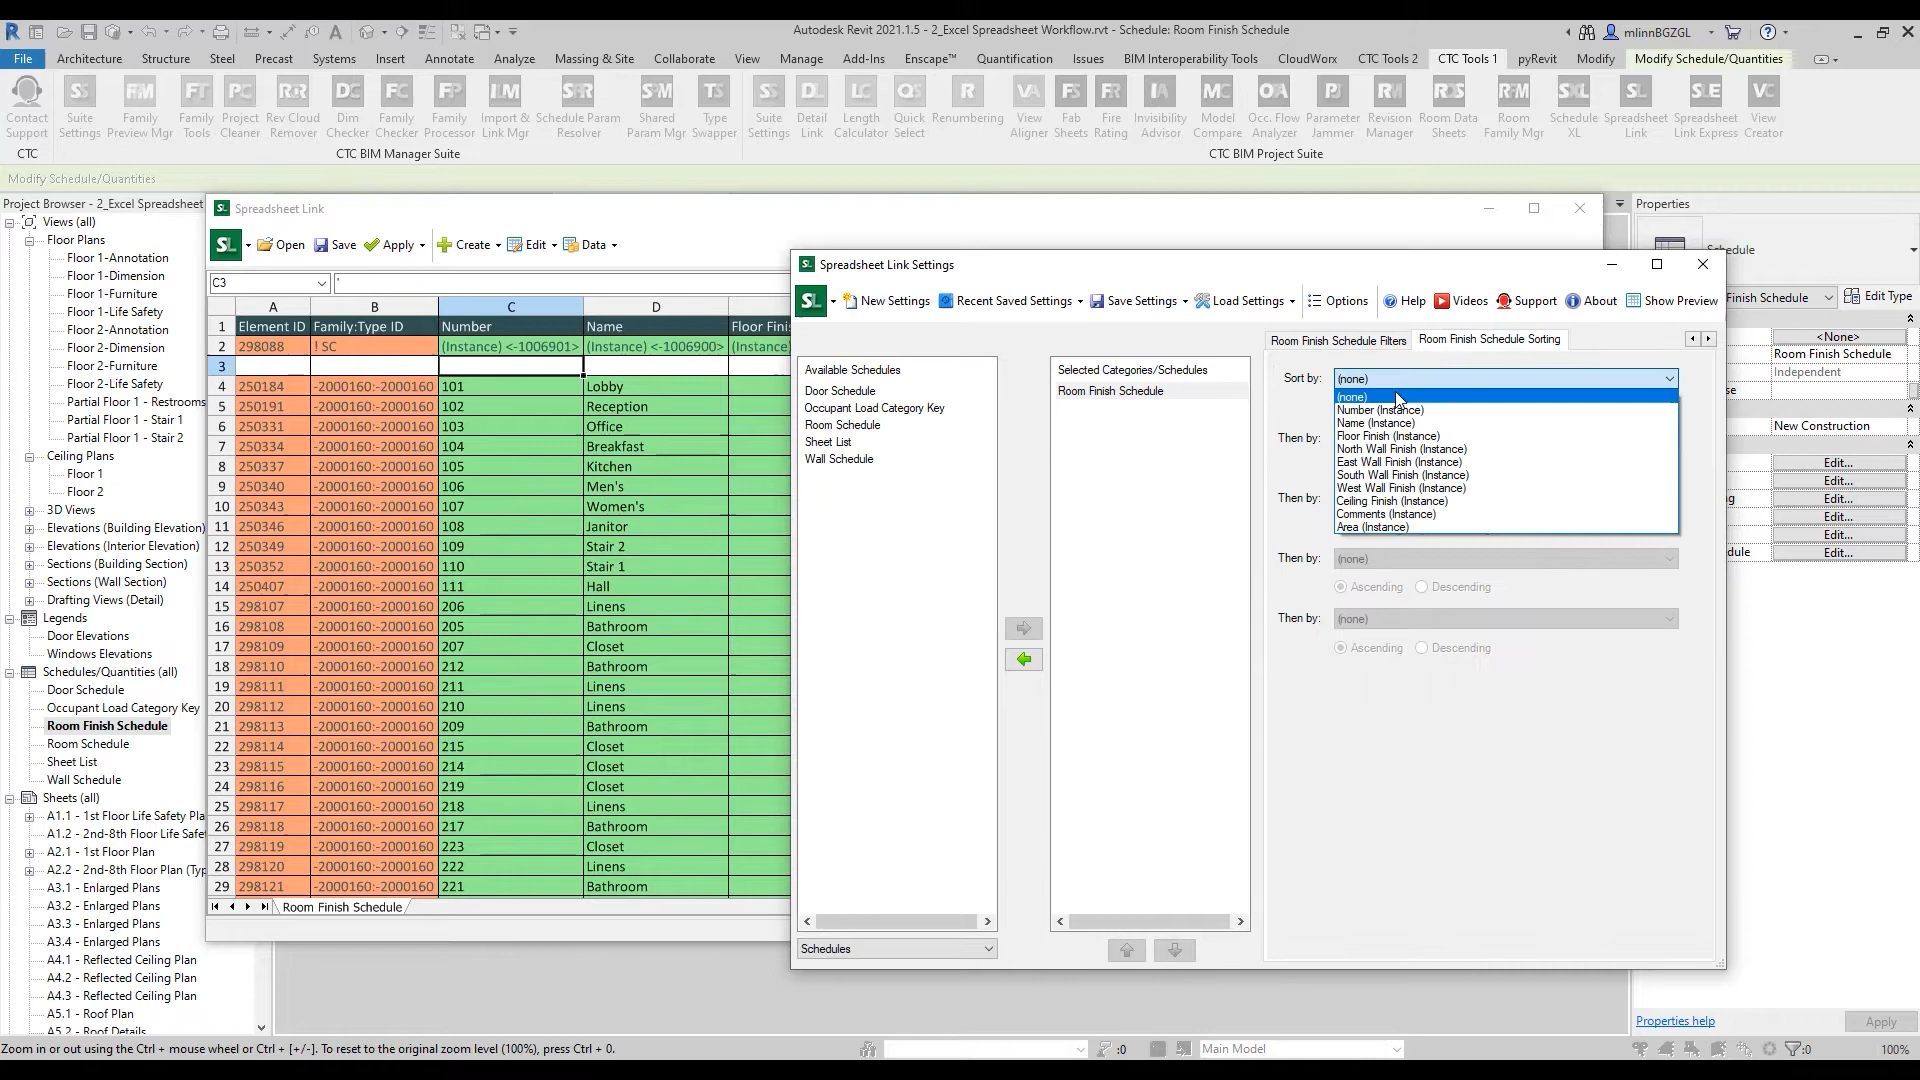 Autodesk Revit 2021.1.5 - 2_Excel Spreadsheet Workflow.rvt - Schedule: Room Finish Schedule
mlinnBGZGL
File Architecture Structure Steel Precast Systems Insert Annotate Analyze Massing & Site Collaborate View Manage Add-Ins Enscape™ Quantification Issues BIM Interoperability Tools CloudWorx CTC Tools 2 CTC Tools 1 pyRevit Modify Modify Schedule/Quantities
Contact Suite Family Family Project Rev Cloud Dim Family Family Import & Schedule Param Shared Type Suite Detail Length Quick Renumbering View Fab Fire Invisibility Model Occ. Flow Parameter Revision Room Data Room Schedule Spreadsheet Spreadsheet View
Support Settings Preview Mgr Tools Cleaner Remover Checker Checker Processor Link Mgr Resolver Param Mgr Swapper Settings Link Calculator Select Aligner Sheets Rating Advisor Compare Analyzer Jammer Manager Sheets Family Mgr XL Link Link Express Creator
CTC CTC BIM Manager Suite CTC BIM Project Suite
Modify Schedule/Quantities
Project Browser - 2_Excel Spreadsheet
Views (all)
Floor Plans
Floor 1-Annotation
Floor 1-Dimension
Floor 1-Furniture
Floor 1-Life Safety
Floor 2-Annotation
Floor 2-Dimension
Floor 2-Furniture
Floor 2-Life Safety
Partial Floor 1 - Restrooms
Partial Floor 1 - Stair 1
Partial Floor 1 - Stair 2
Ceiling Plans
Floor 1
Floor 2
3D Views
Elevations (Building Elevation)
Elevations (Interior Elevation)
Sections (Building Section)
Sections (Wall Section)
Drafting Views (Detail)
Legends
Door Elevations
Windows Elevations
Schedules/Quantities (all)
Door Schedule
Occupant Load Category Key
Room Finish Schedule
Room Schedule
Sheet List
Wall Schedule
Sheets (all)
A1.1 - 1st Floor Life Safety Pla
A1.2 - 2nd-8th Floor Life Safe
A2.1 - 1st Floor Plan
A2.2 - 2nd-8th Floor Plan (Typ
A3.1 - Enlarged Plans
A3.2 - Enlarged Plans
A3.3 - Enlarged Plans
A3.4 - Enlarged Plans
A4.1 - Reflected Ceiling Plan
A4.2 - Reflected Ceiling Plan
A4.3 - Reflected Ceiling Plan
A5.1 - Roof Plan
A5.2 - Roof Details
SL Spreadsheet Link
SL Open Save Apply Create Edit Data
C3 '
A B C D
1 Element ID Family:Type ID Number Name Floor Finis
2 298088 ! SC (Instance) <-1006901> (Instance) <-1006900> (Instance)
3
4 250184 -2000160:-2000160 101 Lobby
5 250191 -2000160:-2000160 102 Reception
6 250331 -2000160:-2000160 103 Office
7 250334 -2000160:-2000160 104 Breakfast
8 250337 -2000160:-2000160 105 Kitchen
9 250340 -2000160:-2000160 106 Men's
10 250343 -2000160:-2000160 107 Women's
11 250346 -2000160:-2000160 108 Janitor
12 250349 -2000160:-2000160 109 Stair 2
13 250352 -2000160:-2000160 110 Stair 1
14 250407 -2000160:-2000160 111 Hall
15 298107 -2000160:-2000160 206 Linens
16 298108 -2000160:-2000160 205 Bathroom
17 298109 -2000160:-2000160 207 Closet
18 298110 -2000160:-2000160 212 Bathroom
19 298111 -2000160:-2000160 211 Linens
20 298112 -2000160:-2000160 210 Linens
21 298113 -2000160:-2000160 209 Bathroom
22 298114 -2000160:-2000160 215 Closet
23 298115 -2000160:-2000160 214 Closet
24 298116 -2000160:-2000160 219 Closet
25 298117 -2000160:-2000160 218 Linens
26 298118 -2000160:-2000160 217 Bathroom
27 298119 -2000160:-2000160 223 Closet
28 298120 -2000160:-2000160 222 Linens
29 298121 -2000160:-2000160 221 Bathroom
Room Finish Schedule
SL Spreadsheet Link Settings
SL New Settings Recent Saved Settings Save Settings Load Settings Options Help Videos Support About Show Preview
Available Schedules
Door Schedule
Occupant Load Category Key
Room Schedule
Sheet List
Wall Schedule
Schedules
Selected Categories/Schedules
Room Finish Schedule
Room Finish Schedule Filters Room Finish Schedule Sorting
Sort by: (none)
(none)
Number (Instance)
Name (Instance)
Floor Finish (Instance)
North Wall Finish (Instance)
East Wall Finish (Instance)
South Wall Finish (Instance)
West Wall Finish (Instance)
Ceiling Finish (Instance)
Comments (Instance)
Area (Instance)
Then by:
Then by:
Then by: (none)
Ascending Descending
Then by: (none)
Ascending Descending
Properties
Schedule
Finish Schedule Edit Type
<None>
Room Finish Schedule
Independent
se
New Construction
Edit...
Edit...
g Edit...
Edit...
Edit...
dule Edit...
Properties help Apply
Zoom in or out using the Ctrl + mouse wheel or Ctrl + [+/-]. To reset to the original zoom level (100%), press Ctrl + 0.
:0 Main Model :0 100%